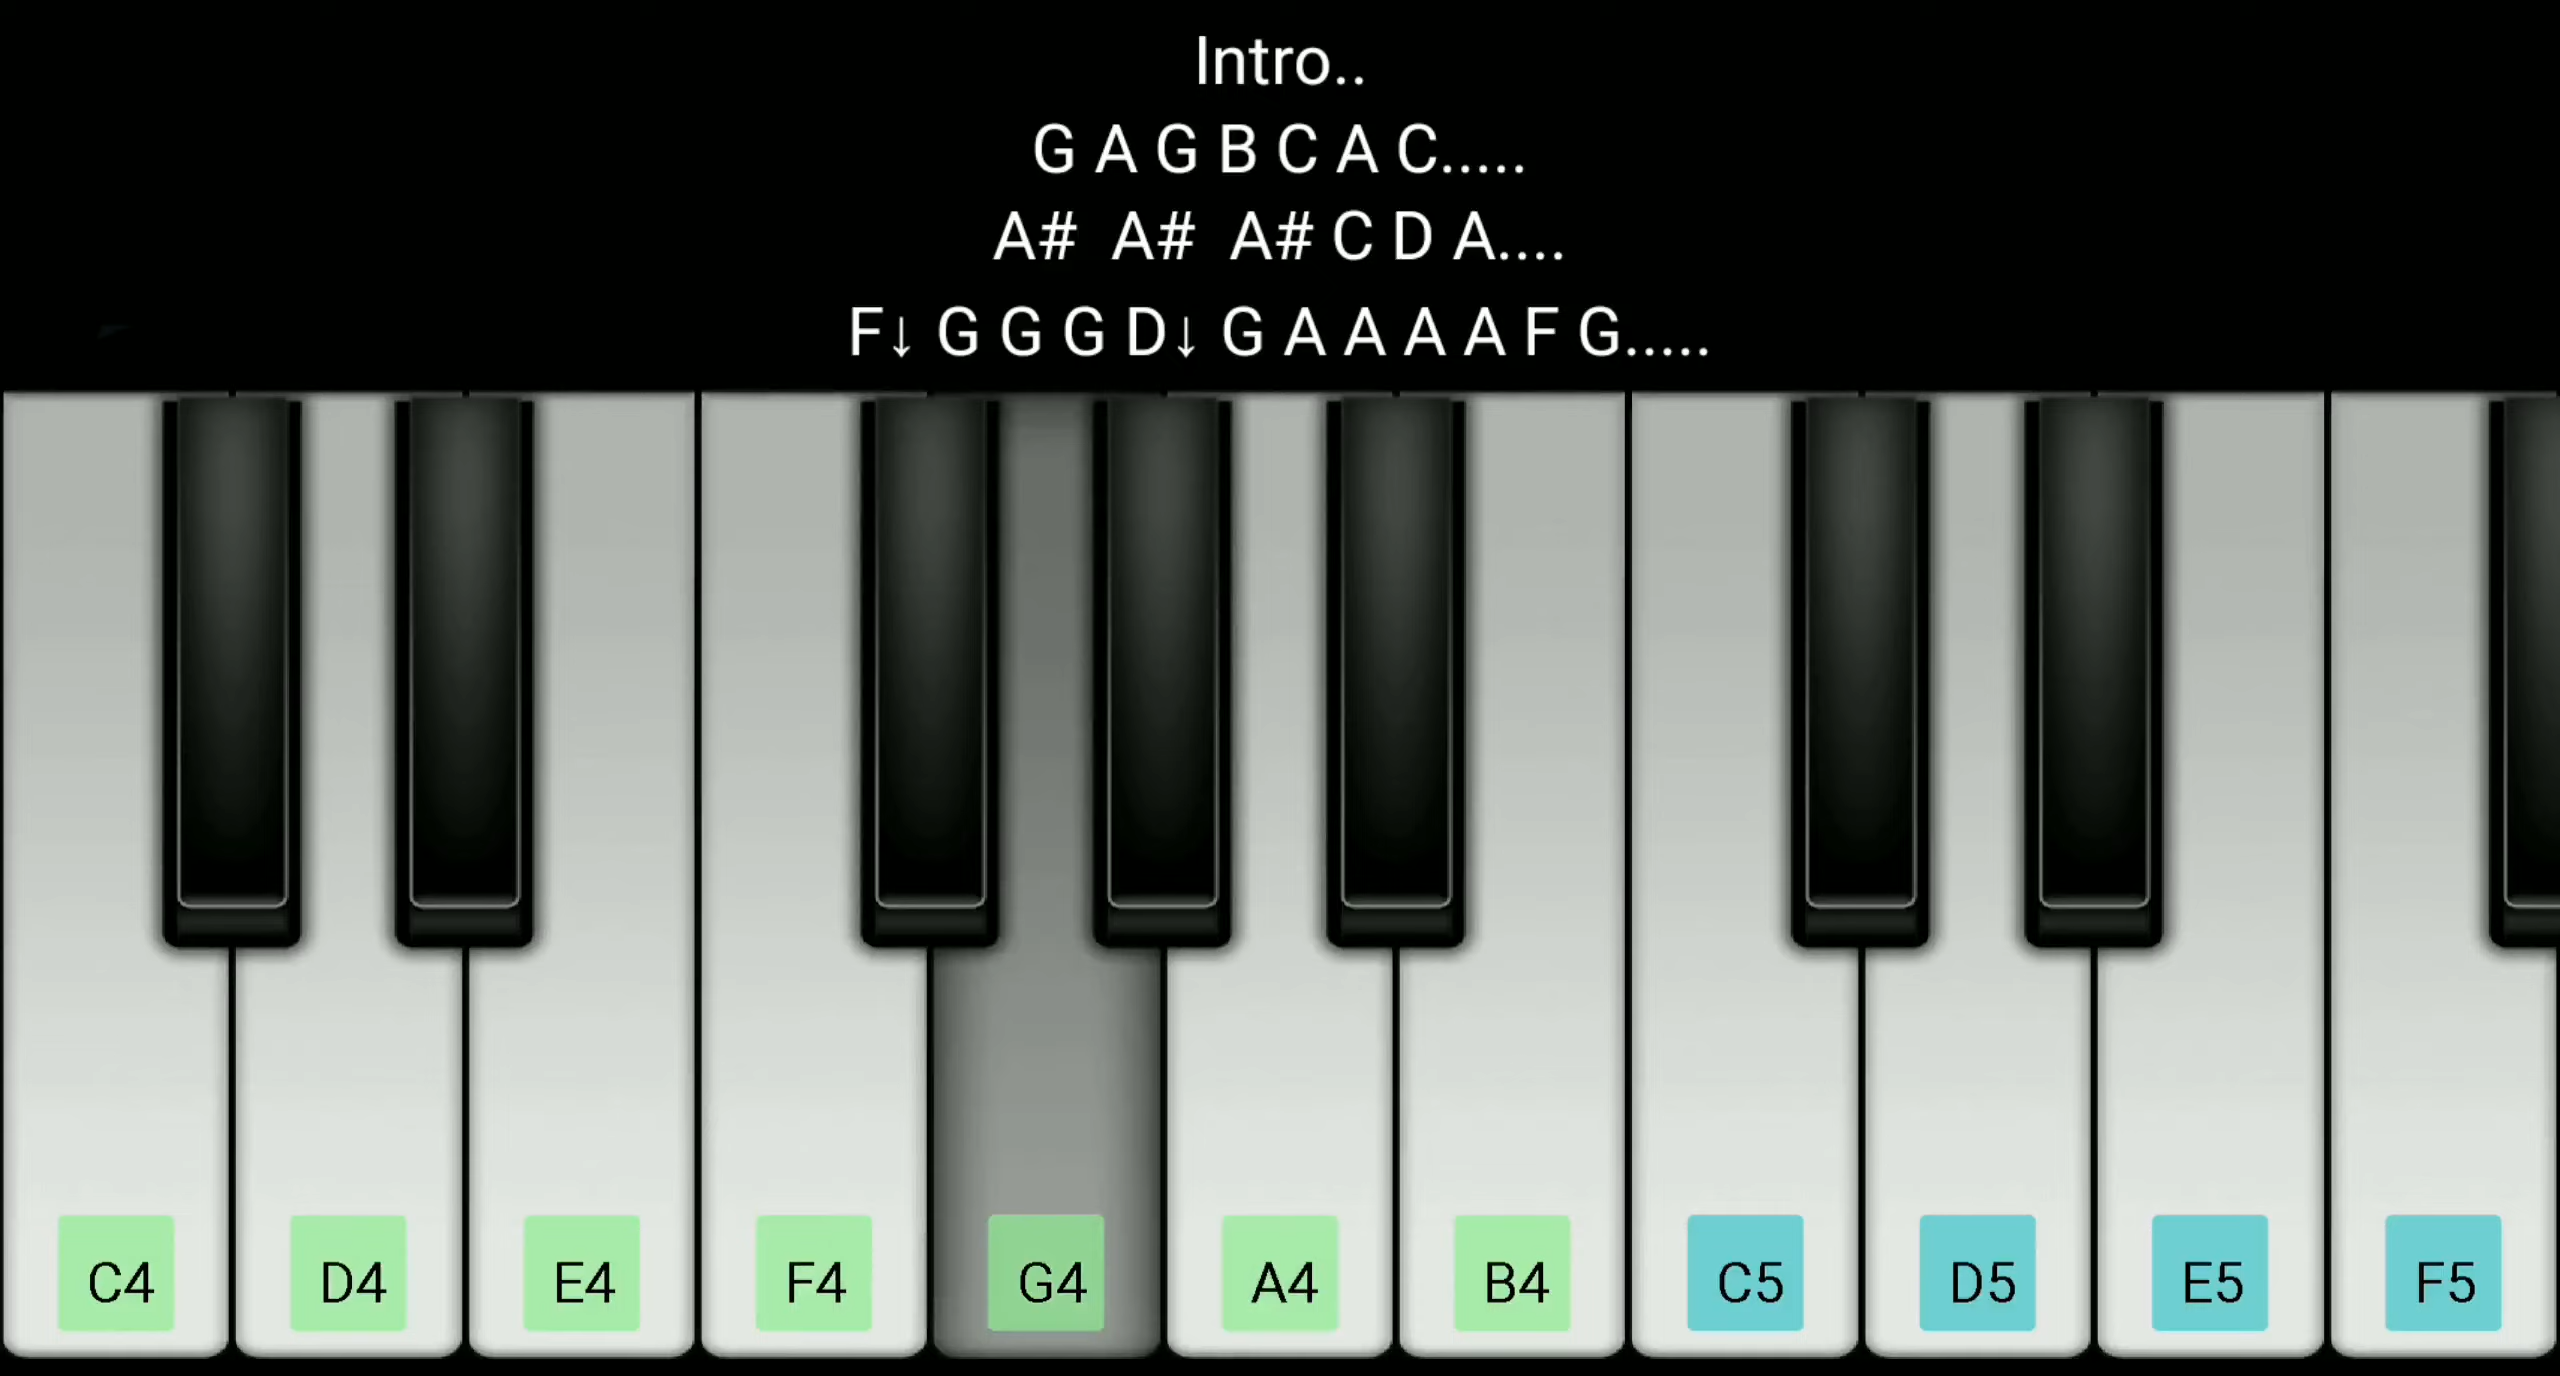 Intro..
G A G B C A C.....
A# A# A# C D A....
F↓ G G G D↓ G A A A A F G.....
C4 D4 E4 F4 G4 A4 B4 C5 D5 E5 F5